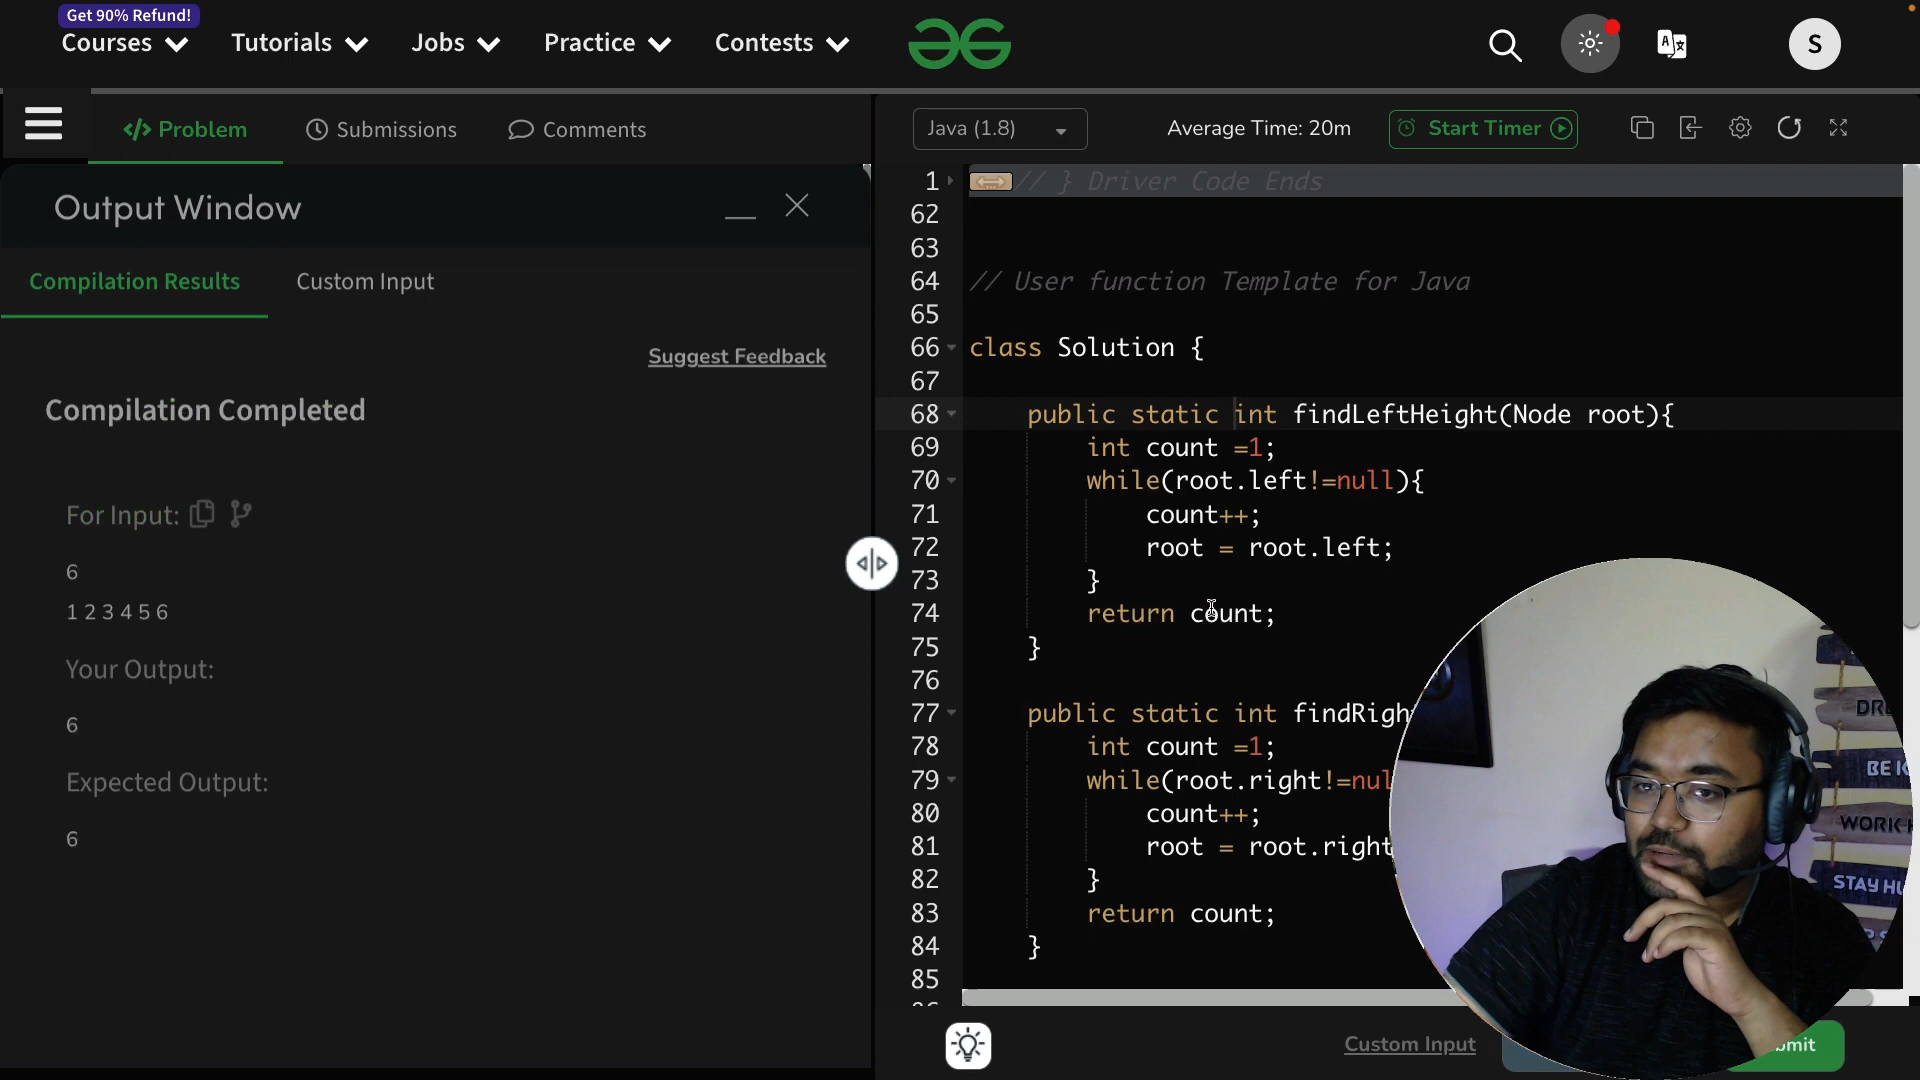 Get 90% Refund!
Courses Tutorials Jobs Practice Contests
S
Problem Submissions Comments
Java (1.8) Average Time: 20m Start Timer
Output Window
Compilation Results Custom Input
Suggest Feedback
Compilation Completed
For Input:
6
1 2 3 4 5 6
Your Output:
6
Expected Output:
6
1 // } Driver Code Ends
62
63
64 // User function Template for Java
65
66 class Solution {
67
68 public static int findLeftHeight(Node root){
69 int count =1;
70 while(root.left!=null){
71 count++;
72 root = root.left;
73 }
74 return count;
75 }
76
77 public static int findRigh
78 int count =1;
79 while(root.right!=nul
80 count++;
81 root = root.right
82 }
83 return count;
84 }
85
BE
WORK
STAY HU
Custom Input
mit